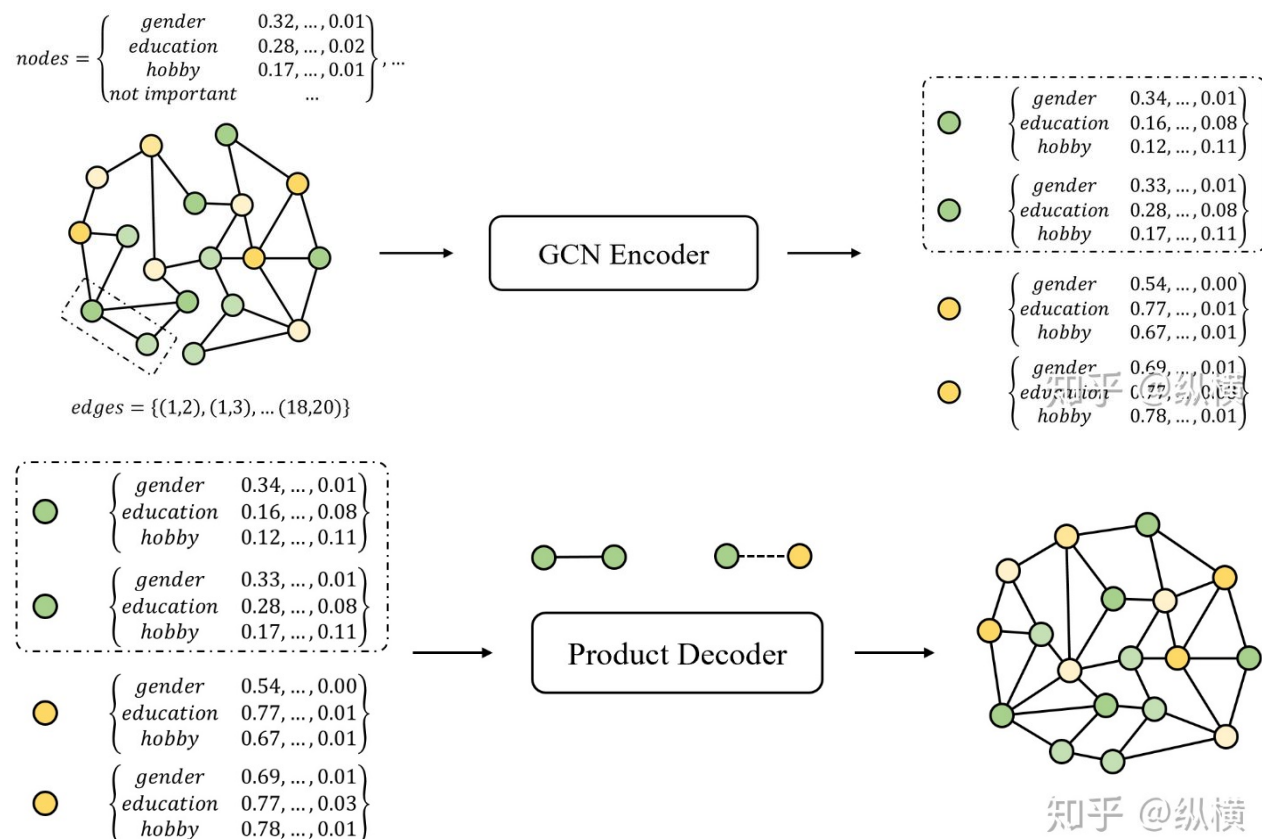 nodes = { gender 0.32, … , 0.01
education 0.28, … , 0.02
hobby 0.17, … , 0.01
not important … } , …
edges = {(1,2), (1,3), … (18,20)}
GCN Encoder
{ gender 0.34, … , 0.01
education 0.16, … , 0.08
hobby 0.12, … , 0.11 }
{ gender 0.33, … , 0.01
education 0.28, … , 0.08
hobby 0.17, … , 0.11 }
{ gender 0.54, … , 0.00
education 0.77, … , 0.01
hobby 0.67, … , 0.01 }
{ gender 0.69, … , 0.01
education 0.77, … , 0.03
hobby 0.78, … , 0.01 }
知乎 @纵横
{ gender 0.34, … , 0.01
education 0.16, … , 0.08
hobby 0.12, … , 0.11 }
{ gender 0.33, … , 0.01
education 0.28, … , 0.08
hobby 0.17, … , 0.11 }
{ gender 0.54, … , 0.00
education 0.77, … , 0.01
hobby 0.67, … , 0.01 }
{ gender 0.69, … , 0.01
education 0.77, … , 0.03
hobby 0.78, … , 0.01 }
Product Decoder
知乎 @纵横